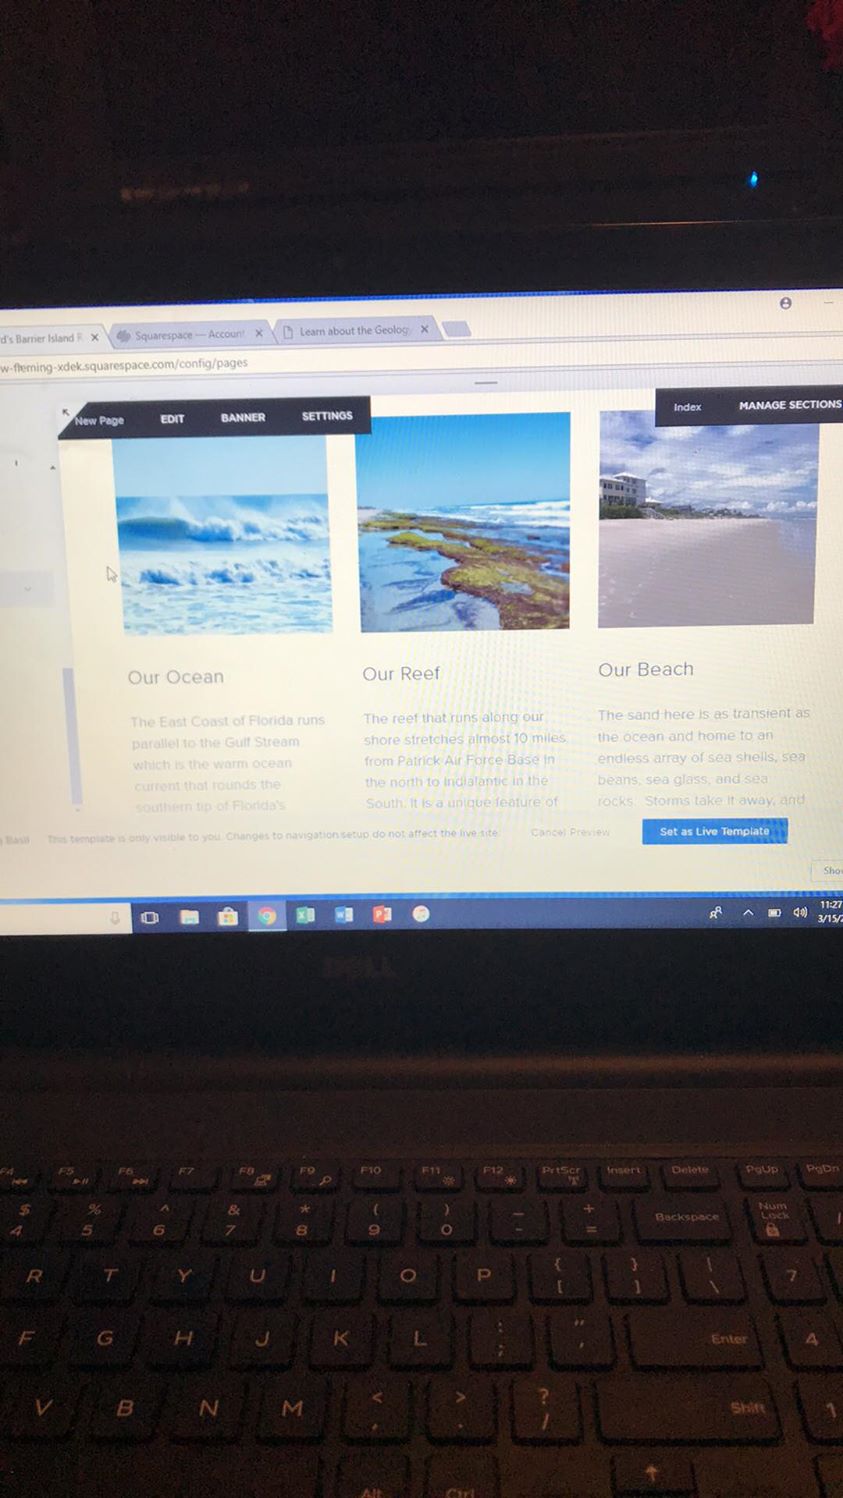 d's Barrier Island R
Squarespace — Account
Learn about the Geology
w-fleming-xdek.squarespace.com/config/pages
New Page EDIT BANNER SETTINGS
Index MANAGE SECTIONS
Our Ocean
The East Coast of Florida runs
parallel to the Gulf Stream
which is the warm ocean
current that rounds the
southern tip of Florida's
Our Reef
The reef that runs along our
shore stretches almost 10 miles
from Patrick Air Force Base in
the north to Indialantic in the
South. It is a unique feature of
Our Beach
The sand here is as transient as
the ocean and home to an
endless array of sea shells, sea
beans, sea glass, and sea
rocks. Storms take it away, and
This template is only visible to you. Changes to navigation setup do not affect the live site. Cancel Preview Set as Live Template
Sho
11:27
3/15/2
DELL
F4 F5 F6 F7 F8 F9 F10 F11 F12 PrtScr Insert Delete PgUp PgDn
$ % ^ & * ( ) _ +
4 5 6 7 8 9 0 - = Backspace Num Lock /
R T Y U I O P { [ } ] | \ 7
F G H J K L : ; " ' Enter 4
V B N M < , > . ? / Shift 1
Alt Ctrl